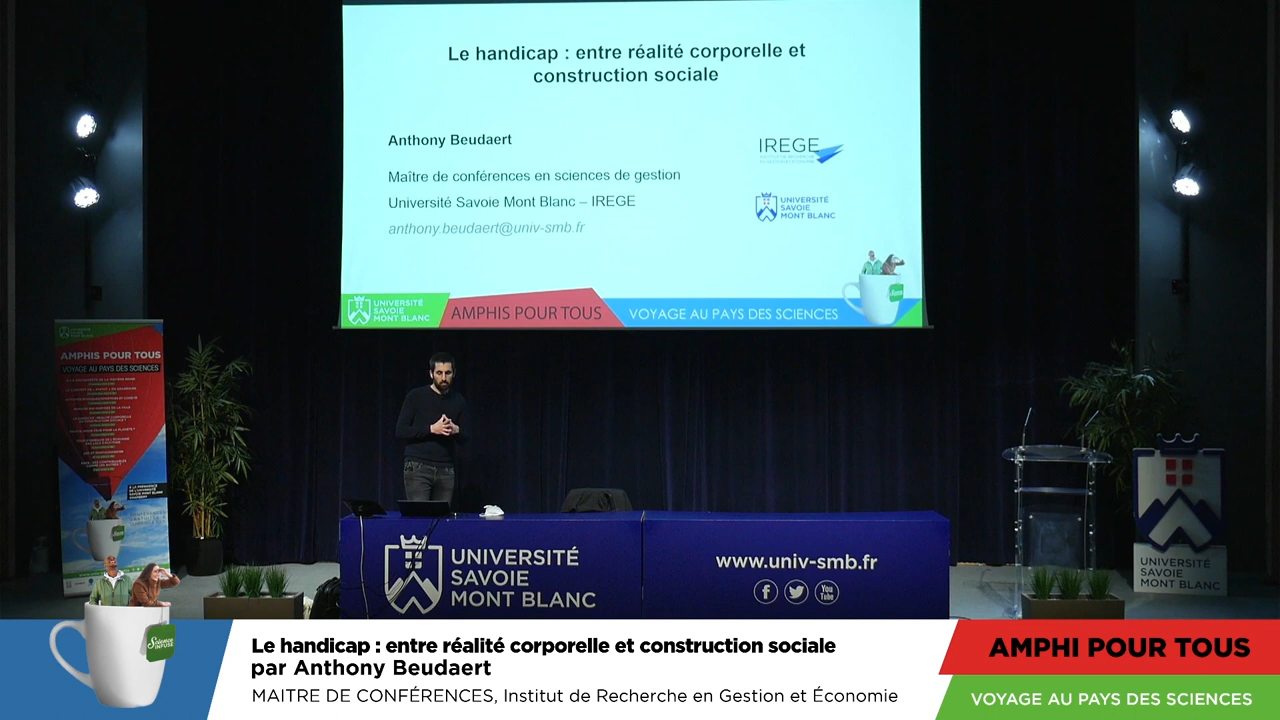 Le handicap : entre réalité corporelle et
construction sociale
Anthony Beudaert
Maître de conférences en sciences de gestion
Université Savoie Mont Blanc – IREGE
anthony.beudaert@univ-smb.fr
IREGE
UNIVERSITÉ
SAVOIE
MONT BLANC
UNIVERSITÉ
SAVOIE
MONT BLANC
AMPHIS POUR TOUS
VOYAGE AU PAYS DES SCIENCES
AMPHIS POUR TOUS
VOYAGE AU PAYS DES SCIENCES
UNIVERSITÉ
SAVOIE
MONT BLANC
www.univ-smb.fr
You
Tube
UNIVERSITÉ
SAVOIE
MONT BLANC
Science
INFUSE
Le handicap : entre réalité corporelle et construction sociale
par Anthony Beudaert
MAITRE DE CONFÉRENCES, Institut de Recherche en Gestion et Économie
AMPHI POUR TOUS
VOYAGE AU PAYS DES SCIENCES